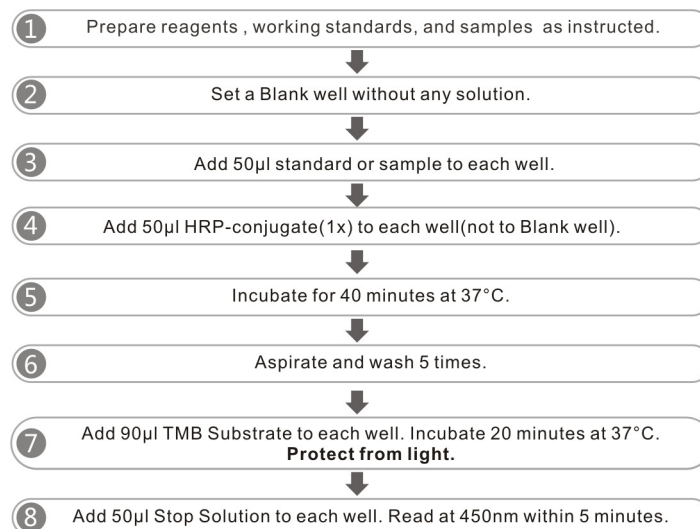 1 Prepare reagents , working standards, and samples as instructed.
2 Set a Blank well without any solution.
3 Add 50μl standard or sample to each well.
4 Add 50μl HRP-conjugate(1x) to each well(not to Blank well).
5 Incubate for 40 minutes at 37°C.
6 Aspirate and wash 5 times.
7 Add 90μl TMB Substrate to each well. Incubate 20 minutes at 37°C.
Protect from light.
8 Add 50μl Stop Solution to each well. Read at 450nm within 5 minutes.